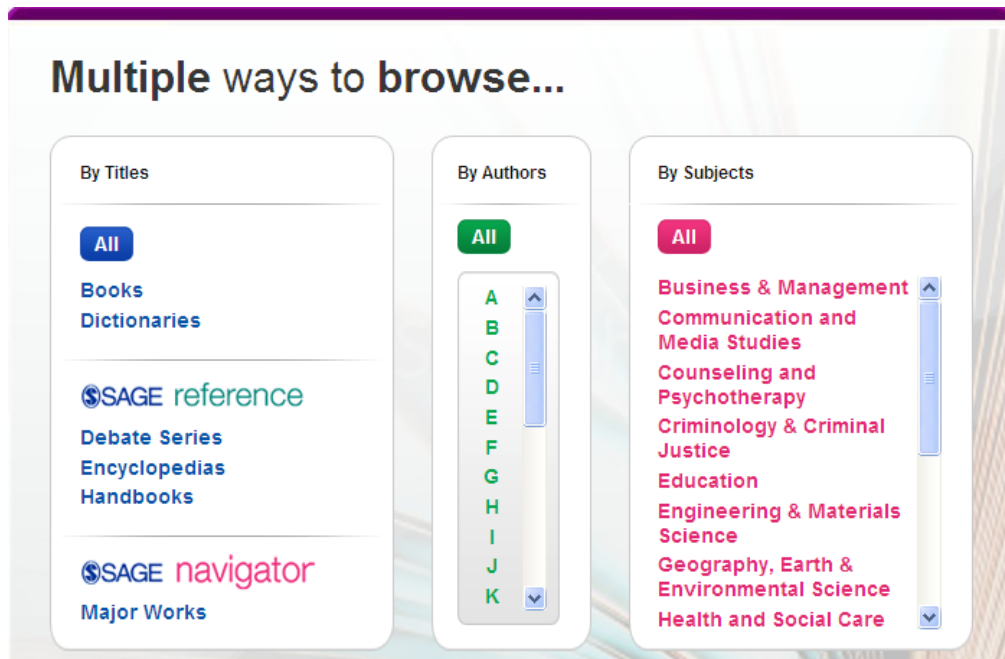 Multiple ways to browse...
By Titles
All
Books
Dictionaries
SAGE reference
Debate Series
Encyclopedias
Handbooks
SAGE navigator
Major Works
By Authors
All
A
B
C
D
E
F
G
H
I
J
K
By Subjects
All
Business & Management
Communication and
Media Studies
Counseling and
Psychotherapy
Criminology & Criminal
Justice
Education
Engineering & Materials
Science
Geography, Earth &
Environmental Science
Health and Social Care